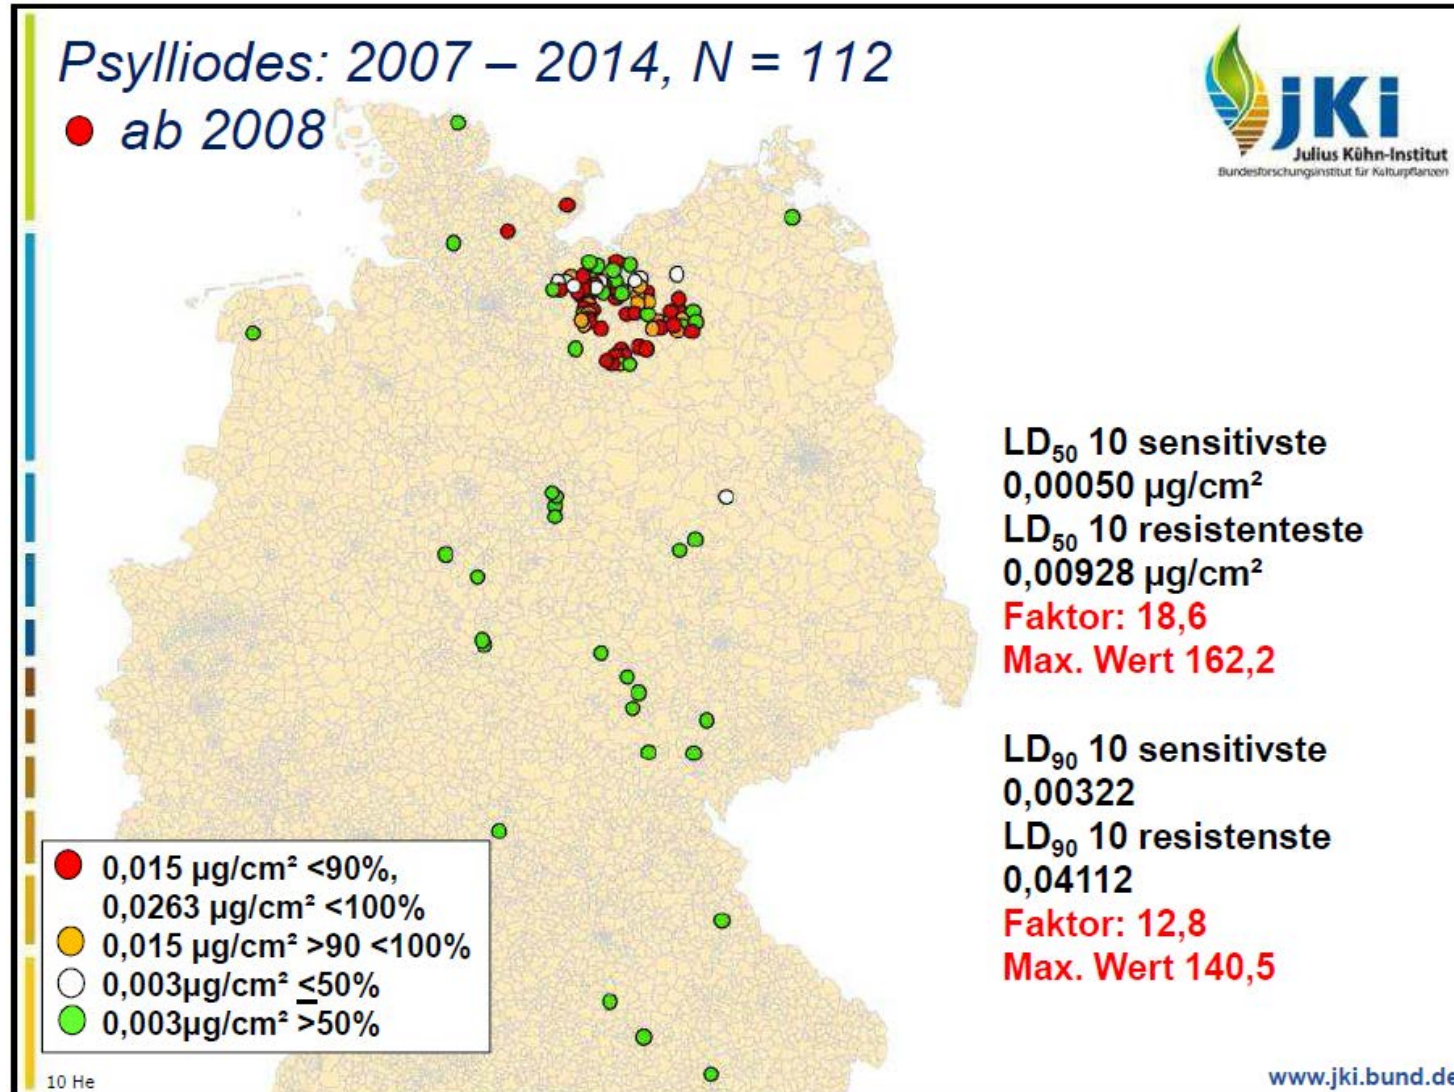 Psylliodes: 2007 – 2014, N = 112
ab 2008
JKI
Julius Kühn-Institut
Bundesforschungsinstitut für Kulturpflanzen
LD₅₀ 10 sensitivste
0,00050 µg/cm²
LD₅₀ 10 resistenteste
0,00928 µg/cm²
Faktor: 18,6
Max. Wert 162,2
LD₉₀ 10 sensitivste
0,00322
LD₉₀ 10 resistenste
0,04112
Faktor: 12,8
Max. Wert 140,5
0,015 µg/cm² <90%,
0,0263 µg/cm² <100%
0,015 µg/cm² >90 <100%
0,003µg/cm² ≤50%
0,003µg/cm² >50%
10 He
www.jki.bund.de